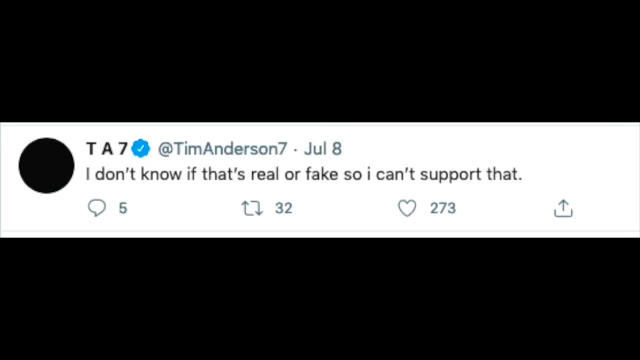 T A 7 @TimAnderson7 · Jul 8
I don't know if that's real or fake so i can't support that.
5 32 273